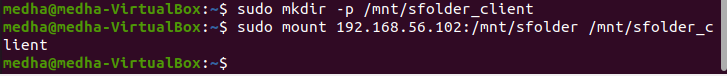 medha@medha-VirtualBox:~$ sudo mkdir -p /mnt/sfolder_client
medha@medha-VirtualBox:~$ sudo mount 192.168.56.102:/mnt/sfolder /mnt/sfolder_c
lient
medha@medha-VirtualBox:~$